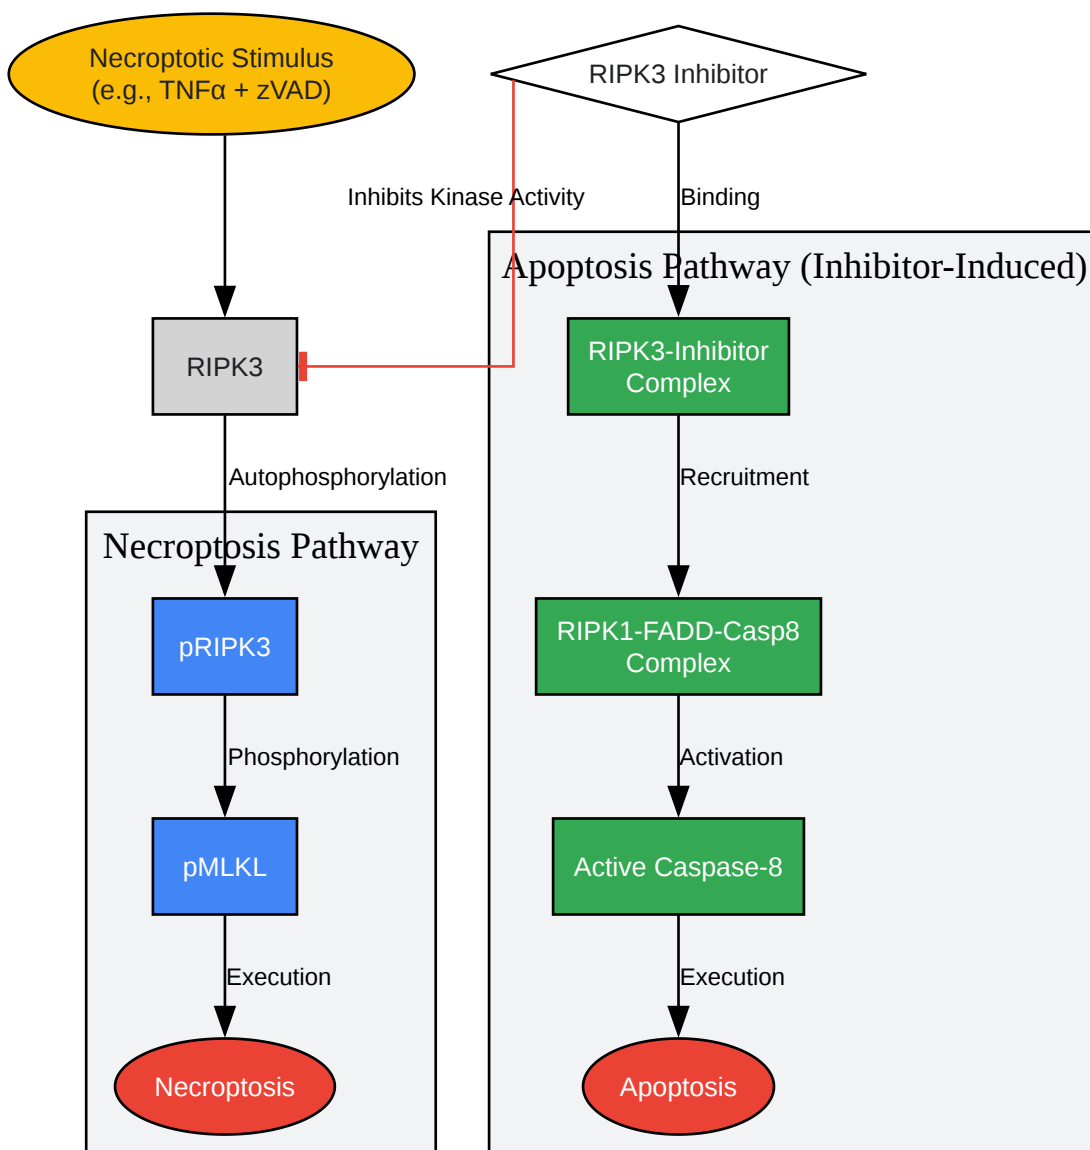 Necroptotic Stimulus
(e.g., TNFα + zVAD)
RIPK3 Inhibitor
Inhibits Kinase Activity
Binding
Apoptosis Pathway (Inhibitor-Induced)
RIPK3
RIPK3-Inhibitor
Complex
Autophosphorylation
Recruitment
Necroptosis Pathway
pRIPK3
RIPK1-FADD-Casp8
Complex
Phosphorylation
Activation
pMLKL
Active Caspase-8
Execution
Execution
Necroptosis
Apoptosis